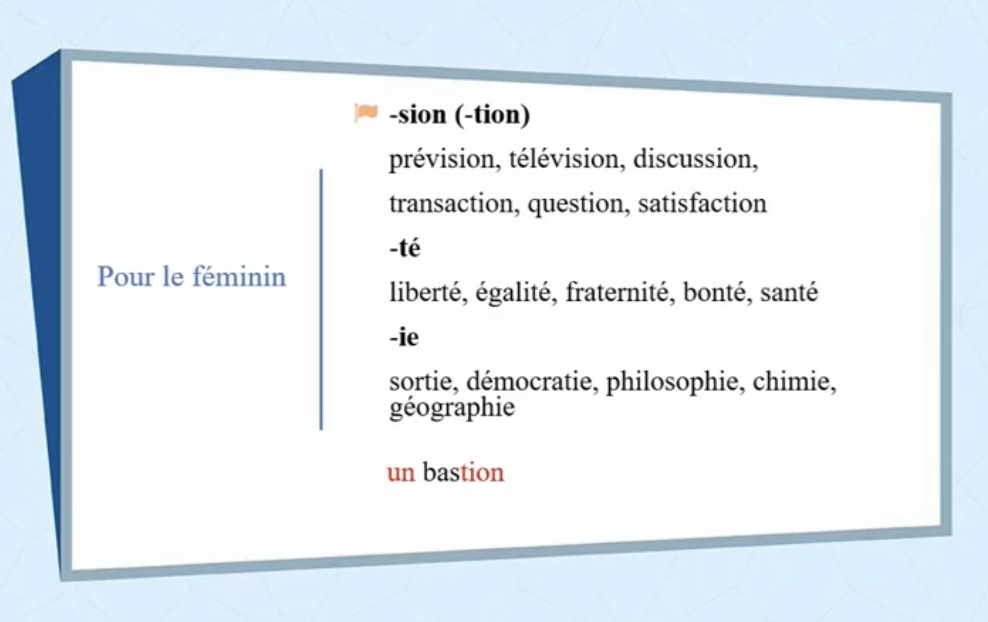 Pour le féminin
-sion (-tion)
prévision, télévision, discussion,
transaction, question, satisfaction
-té
liberté, égalité, fraternité, bonté, santé
-ie
sortie, démocratie, philosophie, chimie,
géographie
un bastion